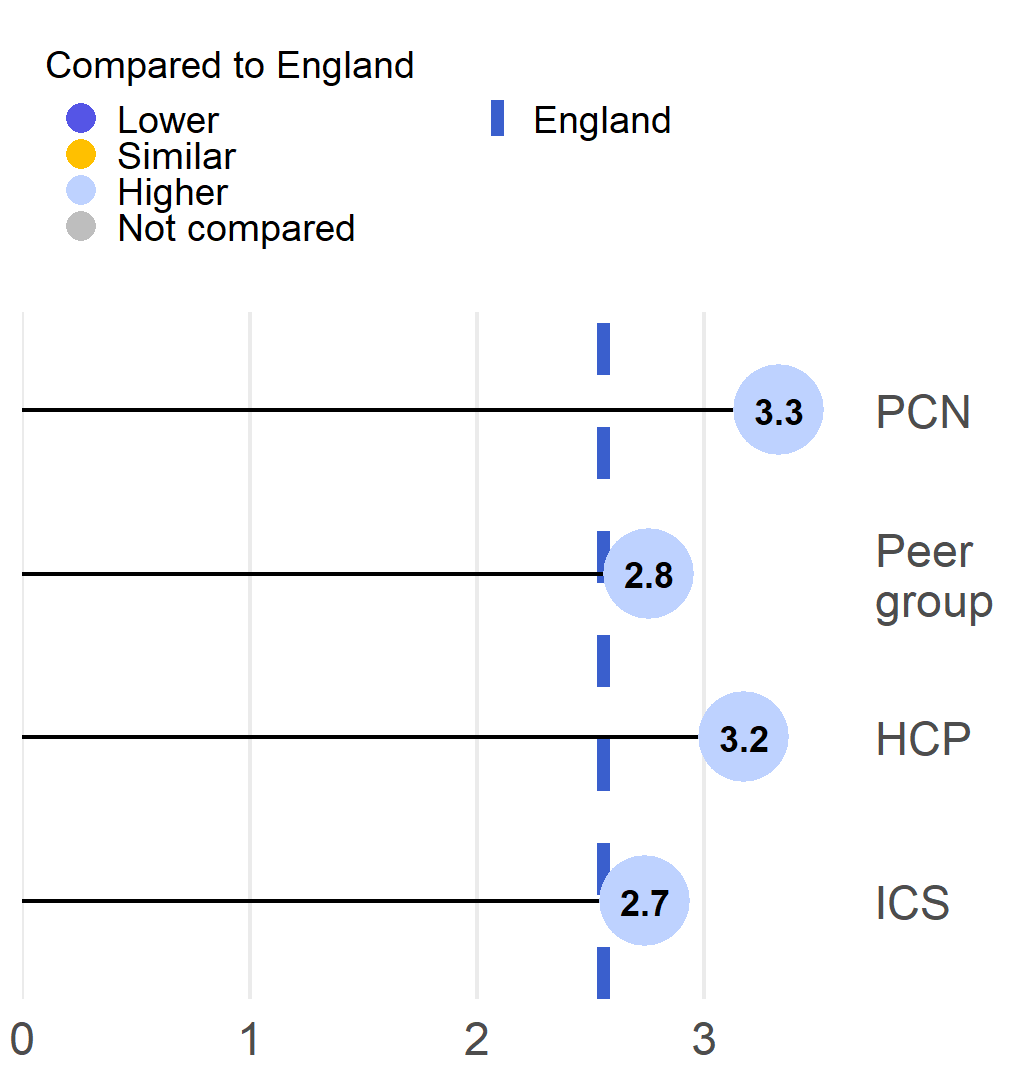 Compared to England
Lower
England
Similar
Higher
Not compared
3.3
PCN
Peer
group
2.8
3.2
HCP
2.7
ICS
0
1
2
3